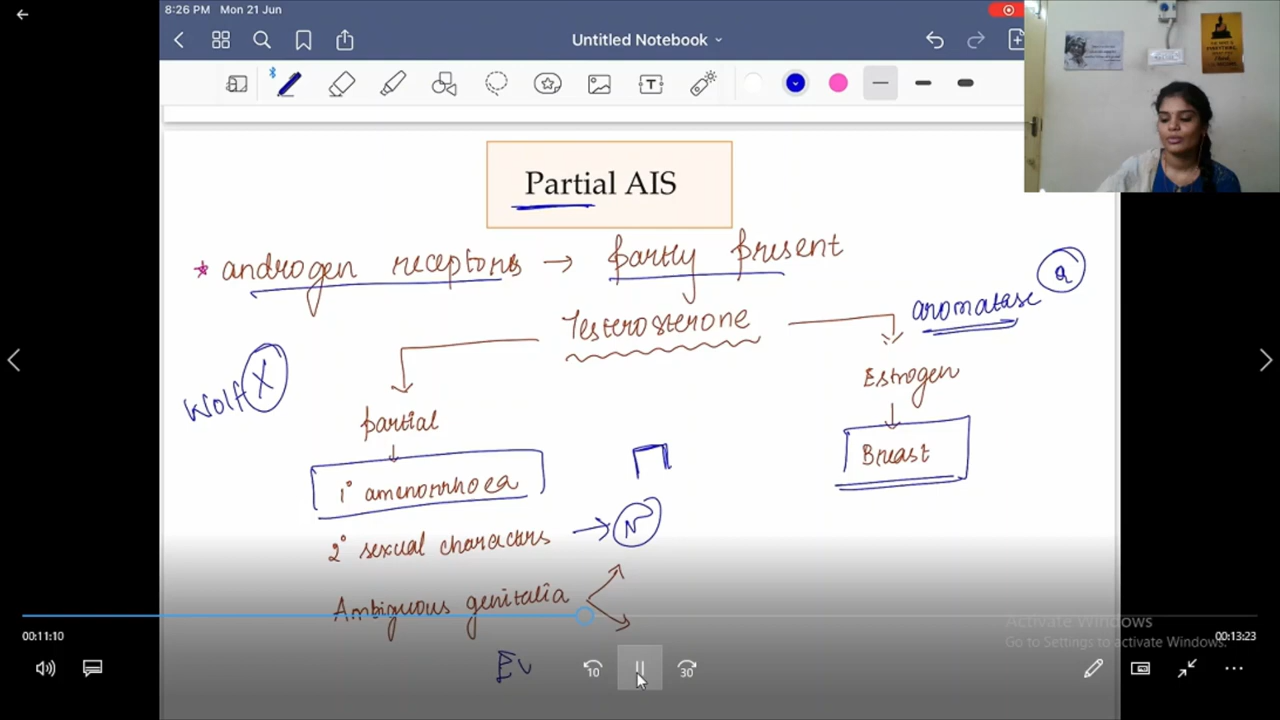 8:26 PM Mon 21 Jun
Untitled Notebook
Partial AIS
androgen receptors → partly present
aromatase a
Testerosterone
Estrogen
Wolff X
partial
Breast
1° amenorrhoea
2° sexual characters → N
Ambiguous genitalia
00:11:10
00:13:23
Activate Windows
Go to Settings to activate Windows.
10
30